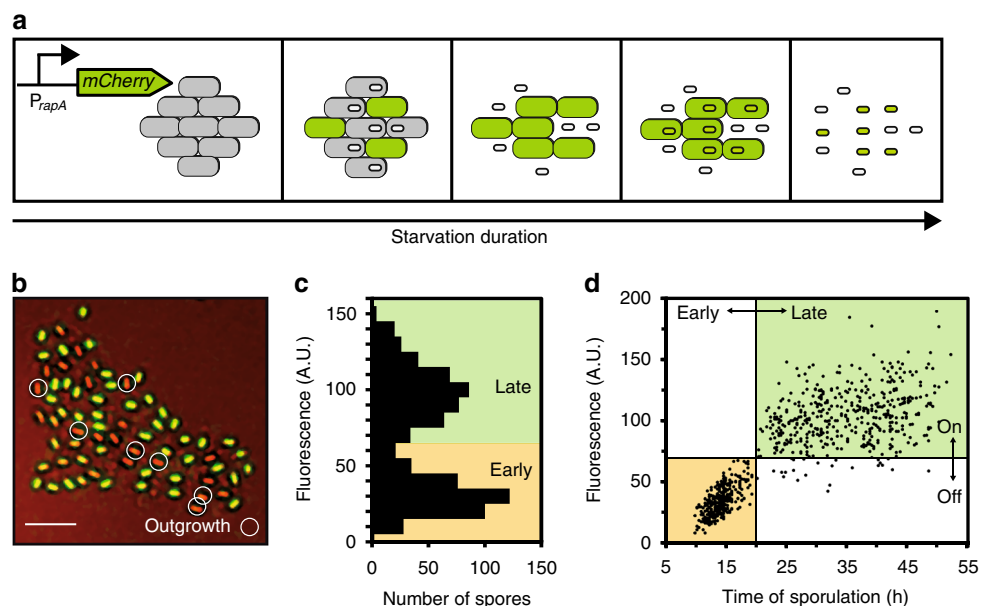 a
mCherry
PrapA
Starvation duration
b
Outgrowth
c
Fluorescence (A.U.)
150
100
50
0
Late
Early
0 50 100 150
Number of spores
d
Fluorescence (A.U.)
200
150
100
50
0
Early Late
On
Off
5 15 25 35 45 55
Time of sporulation (h)